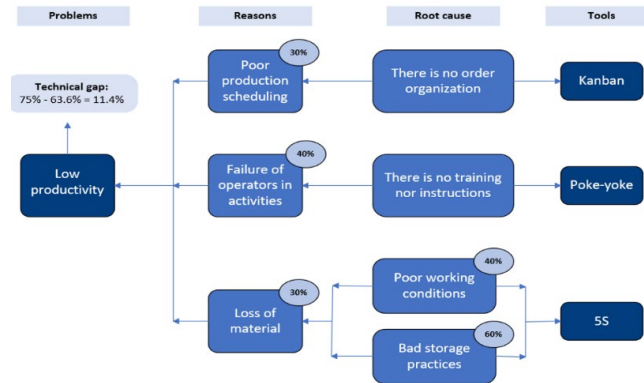 Problems
Reasons
Root cause
Tools
Technical gap:
75% - 63.6% = 11.4%
30%
Poor
production
scheduling
There is no order
organization
Kanban
Low
productivity
40%
Failure of
operators in
activities
There is no training
nor instructions
Poke-yoke
30%
Loss of
material
40%
Poor working
conditions
60%
Bad storage
practices
5S